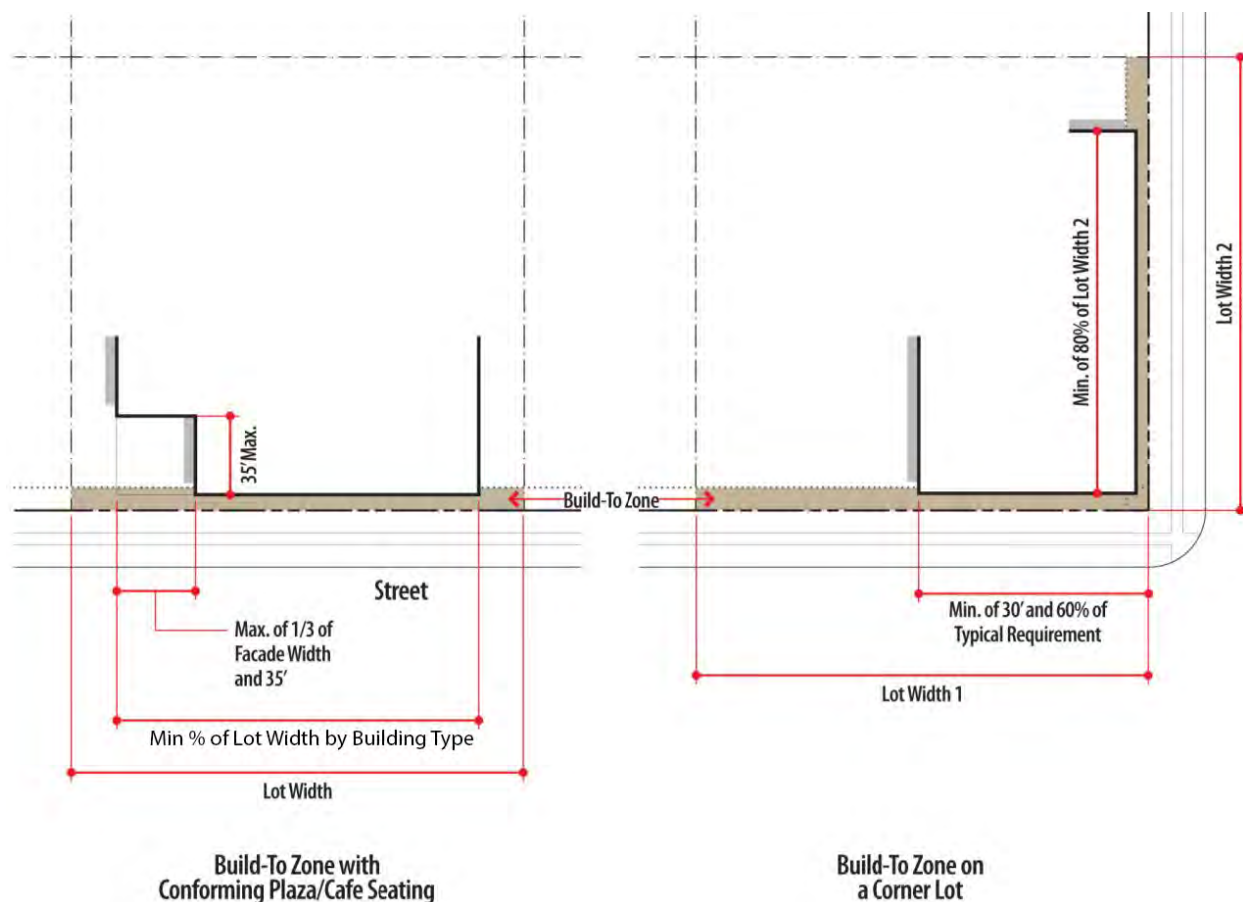 35' Max.
Build-To Zone
Street
Max. of 1/3 of
Facade Width
and 35'
Min % of Lot Width by Building Type
Lot Width
Build-To Zone with
Conforming Plaza/Cafe Seating
Min. of 80% of Lot Width 2
Lot Width 2
Min. of 30' and 60% of
Typical Requirement
Lot Width 1
Build-To Zone on
a Corner Lot